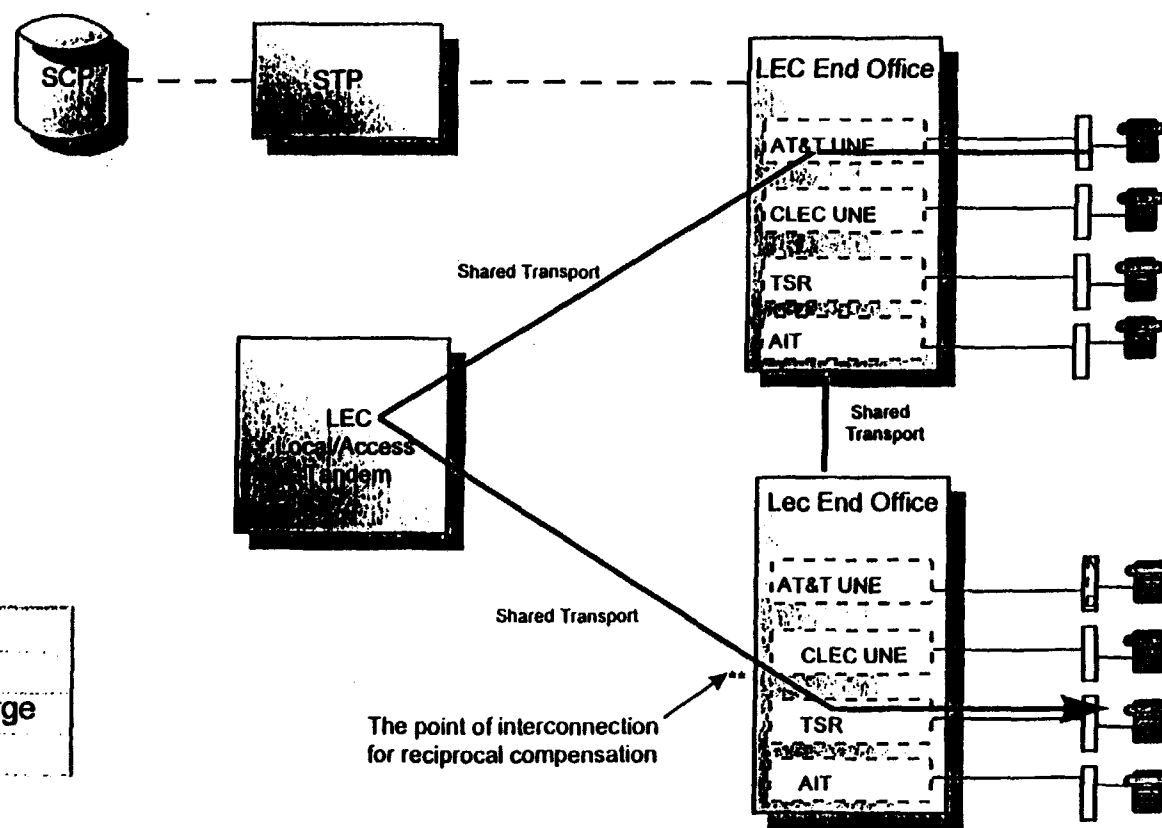 SCP
STP
LEC End Office
AT&T UNE
CLEC UNE
TSR
AIT
Shared Transport
LEC
Local/Access
Tandem
Shared
Transport
Lec End Office
AT&T UNE
CLEC UNE
TSR
AIT
Shared Transport
**
The point of interconnection
for reciprocal compensation
rge